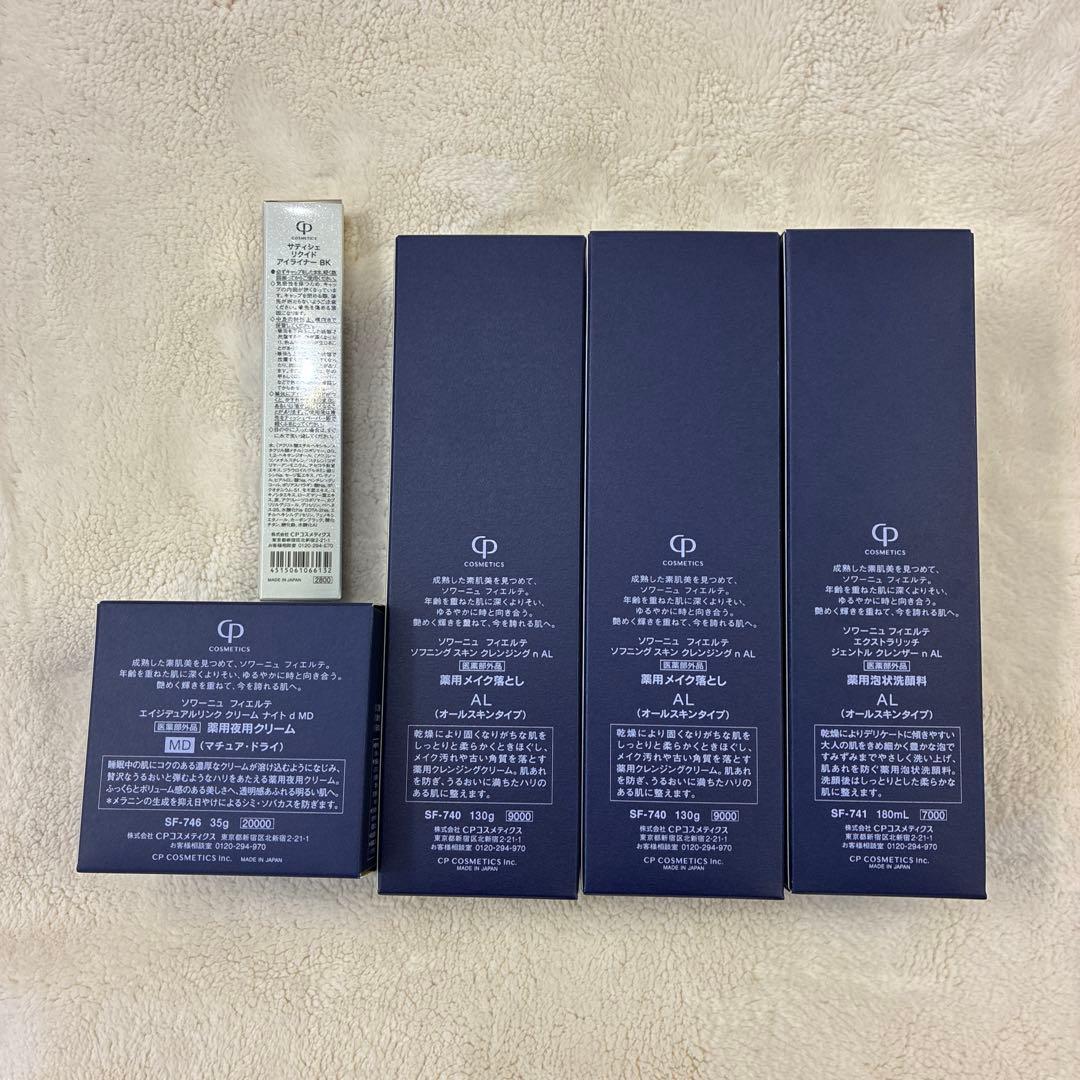 CP
COSMETICS
サティシェ
リクイド
アイライナー BK
株式会社 CPコスメティクス
東京都新宿区北新宿2-21-1
お客様相談室 0120-294-970
4515061066132
MADE IN JAPAN
2800
CP
COSMETICS
成熟した素肌美を見つめて、ソワーニュ フィエルテ。
年齢を重ねた肌に深くよりそい、ゆるやかに時と向き合う。
艶めく輝きを重ねて、今を誇れる肌へ。
ソワーニュ フィエルテ
エイジデュアルリンク クリーム ナイト d MD
医薬部外品 薬用夜用クリーム
MD (マチュア・ドライ)
睡眠中の肌にコクのある濃厚なクリームが溶け込むようになじみ、
贅沢なうるおいと弾むようなハリをあたえる薬用夜用クリーム。
ふっくらとボリューム感のある美しさへ、透明感あふれる明るい肌へ。
*メラニンの生成を抑え日やけによるシミ・ソバカスを防ぎます。
SF-746 35g 20000
株式会社 CPコスメティクス
東京都新宿区北新宿2-21-1
お客様相談室 0120-294-970
CP COSMETICS Inc. MADE IN JAPAN
CP
COSMETICS
成熟した素肌美を見つめて、
ソワーニュ フィエルテ。
年齢を重ねた肌に深くよりそい、
ゆるやかに時と向き合う。
艶めく輝きを重ねて、今を誇れる肌へ。
ソワーニュ フィエルテ
ソフニング スキン クレンジング n AL
医薬部外品
薬用メイク落とし
AL
(オールスキンタイプ)
乾燥により固くなりがちな肌を
しっとりと柔らかくときほぐし、
メイク汚れや古い角質を落とす
薬用クレンジングクリーム。肌あれ
を防ぎ、うるおいに満ちたハリの
ある肌に整えます。
SF-740 130g 9000
株式会社 CPコスメティクス
東京都新宿区北新宿2-21-1
お客様相談室 0120-294-970
CP COSMETICS Inc.
MADE IN JAPAN
CP
COSMETICS
成熟した素肌美を見つめて、
ソワーニュ フィエルテ。
年齢を重ねた肌に深くよりそい、
ゆるやかに時と向き合う。
艶めく輝きを重ねて、今を誇れる肌へ。
ソワーニュ フィエルテ
ソフニング スキン クレンジング n AL
医薬部外品
薬用メイク落とし
AL
(オールスキンタイプ)
乾燥により固くなりがちな肌を
しっとりと柔らかくときほぐし、
メイク汚れや古い角質を落とす
薬用クレンジングクリーム。肌あれ
を防ぎ、うるおいに満ちたハリの
ある肌に整えます。
SF-740 130g 9000
株式会社 CPコスメティクス
東京都新宿区北新宿2-21-1
お客様相談室 0120-294-970
CP COSMETICS Inc.
MADE IN JAPAN
CP
COSMETICS
成熟した素肌美を見つめて、
ソワーニュ フィエルテ。
年齢を重ねた肌に深くよりそい、
ゆるやかに時と向き合う。
艶めく輝きを重ねて、今を誇れる肌へ。
ソワーニュ フィエルテ
エクストラリッチ
ジェントル クレンザー n AL
医薬部外品
薬用泡状洗顔料
AL
(オールスキンタイプ)
乾燥によりデリケートに傾きやすい
大人の肌をきめ細かく豊かな泡で
すみずみまでやさしく洗い上げ、
肌あれを防ぐ薬用泡状洗顔料。
洗顔後はしっとりとした柔らかな
肌に整えます。
SF-741 180mL 7000
株式会社 CPコスメティクス
東京都新宿区北新宿2-21-1
お客様相談室 0120-294-970
CP COSMETICS Inc.
MADE IN JAPAN